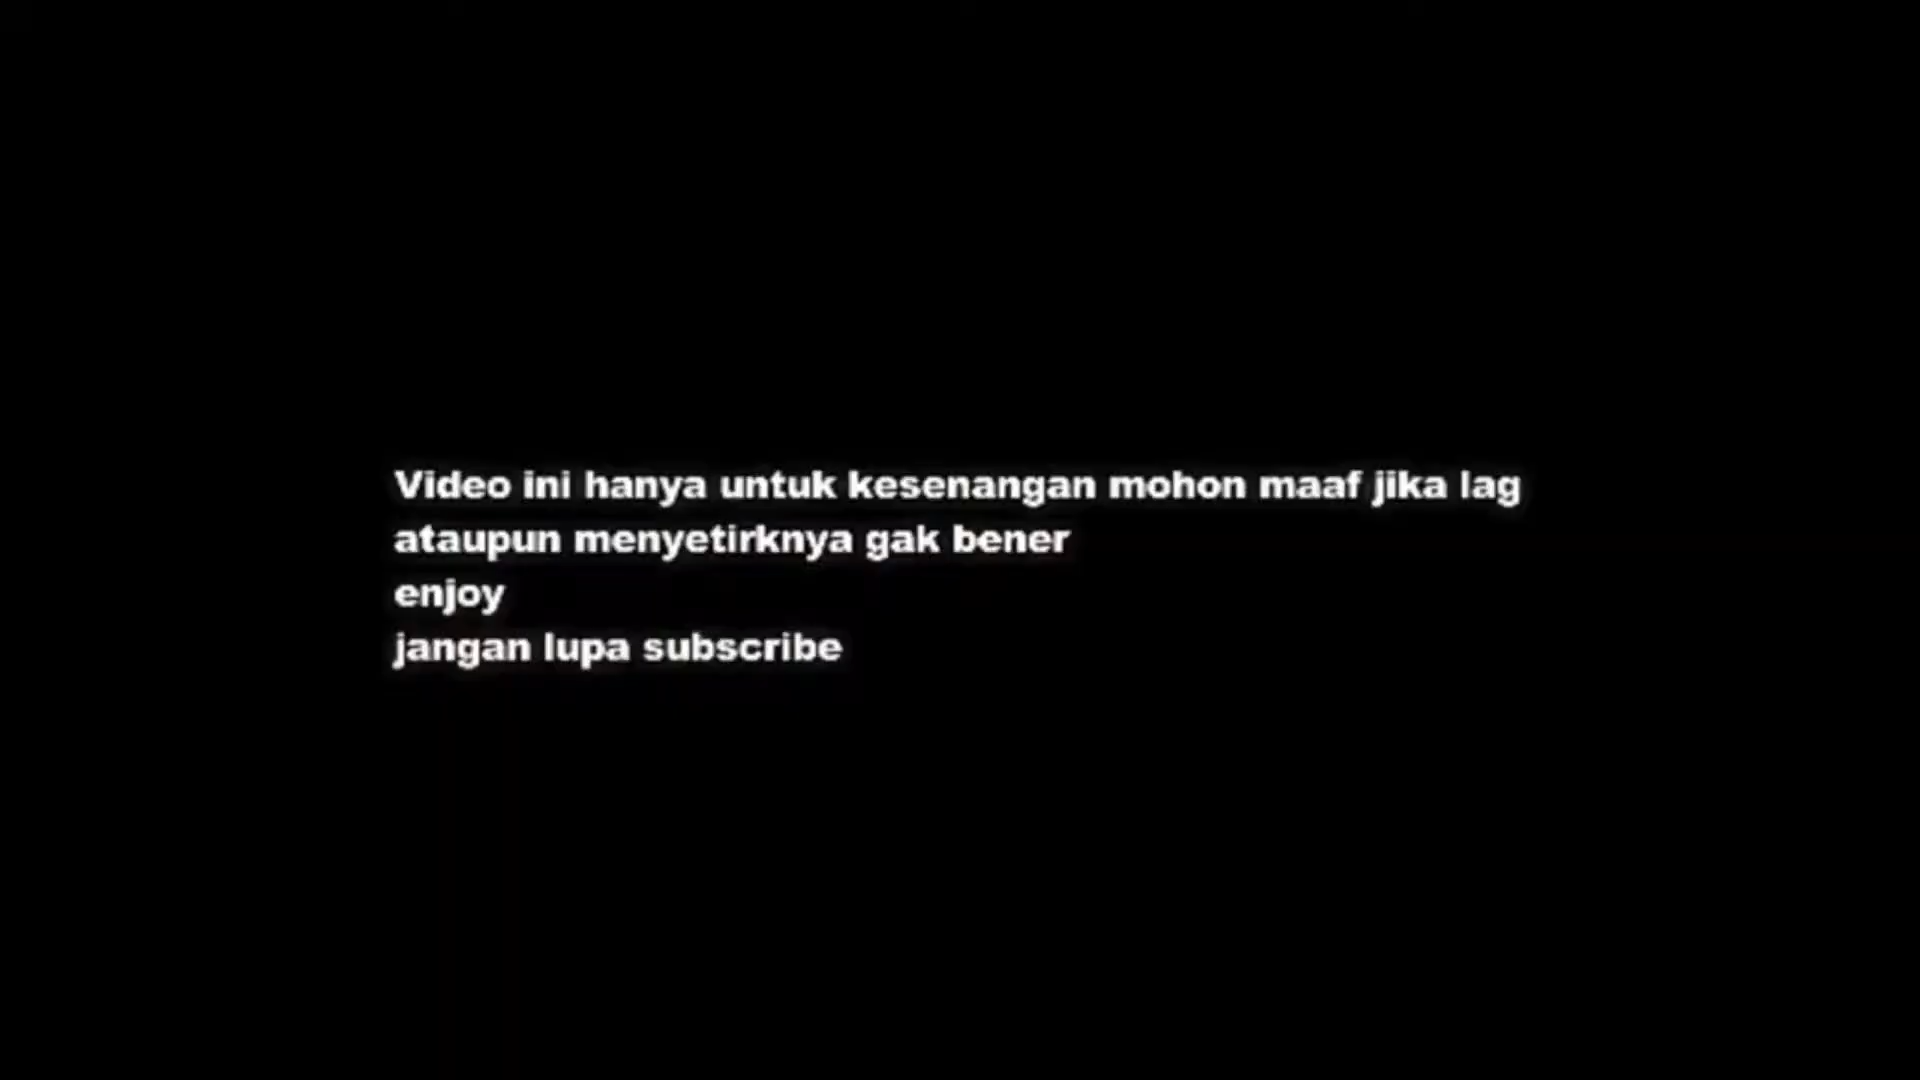 Video ini hanya untuk kesenangan mohon maaf jika lag
ataupun menyetirknya gak bener
enjoy
jangan lupa subscribe